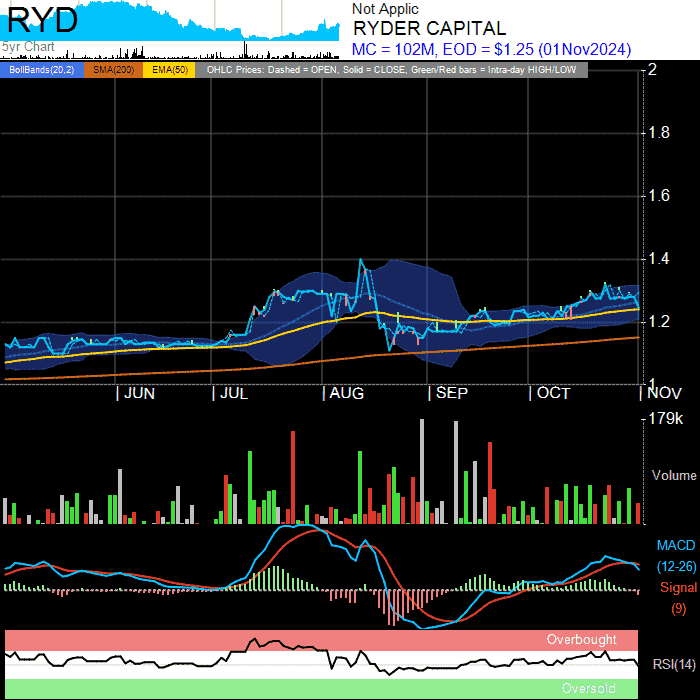 RYD
5yr Chart
Not Applic
RYDER CAPITAL
MC = 102M, EOD = $1.25 (01Nov2024)
BollBands(20,2) SMA(200) EMA(50) OHLC Prices: Dashed = OPEN, Solid = CLOSE, Green/Red bars = Intra-day HIGH/LOW
2
1.8
1.6
1.4
1.2
1
JUN JUL AUG SEP OCT NOV
179k
Volume
MACD
(12-26)
Signal
(9)
Overbought
RSI(14)
Oversold